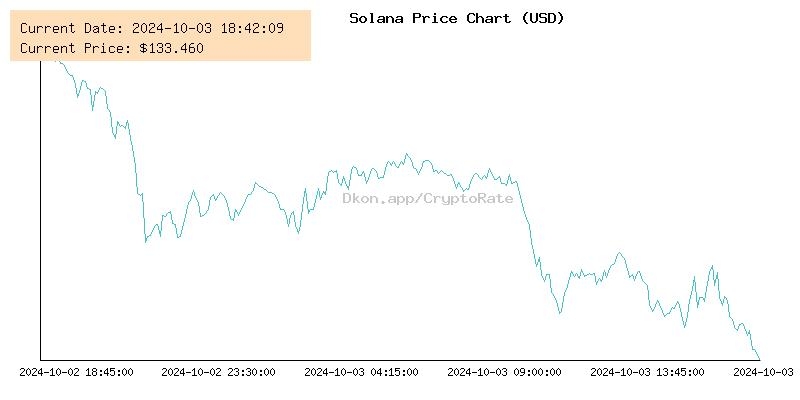 Solana Price Chart (USD)
Current Date: 2024-10-03 18:42:09
Current Price: $133.460
Dkon.app/CryptoRate
2024-10-02 18:45:00
2024-10-02 23:30:00
2024-10-03 04:15:00
2024-10-03 09:00:00
2024-10-03 13:45:00
2024-10-03